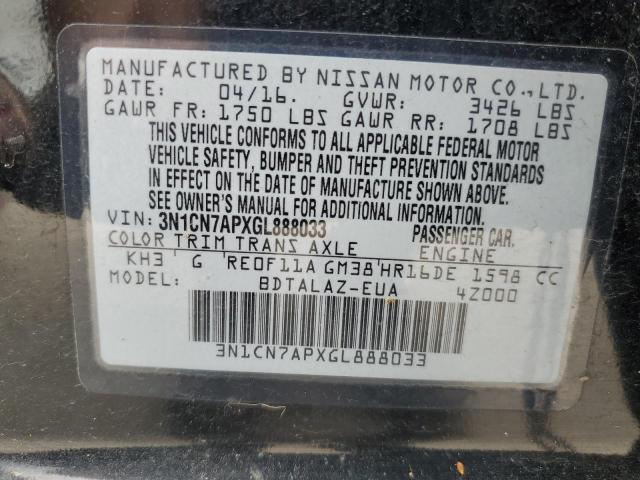 MANUFACTURED BY NISSAN MOTOR CO.,LTD.
DATE: 04/16. GVWR: 3426 LBS
GAWR FR: 1750 LBS GAWR RR: 1708 LBS
THIS VEHICLE CONFORMS TO ALL APPLICABLE FEDERAL MOTOR
VEHICLE SAFETY, BUMPER AND THEFT PREVENTION STANDARDS
IN EFFECT ON THE DATE OF MANUFACTURE SHOWN ABOVE.
SEE OWNER'S MANUAL FOR ADDITIONAL INFORMATION.
VIN: 3N1CN7APXGL888033 PASSENGER CAR.
COLOR TRIM TRANS AXLE ENGINE
KH3 G RE0F11A GM38 HR16DE 1598 CC
MODEL: BDTALAZ-EUA 4Z000
3N1CN7APXGL888033